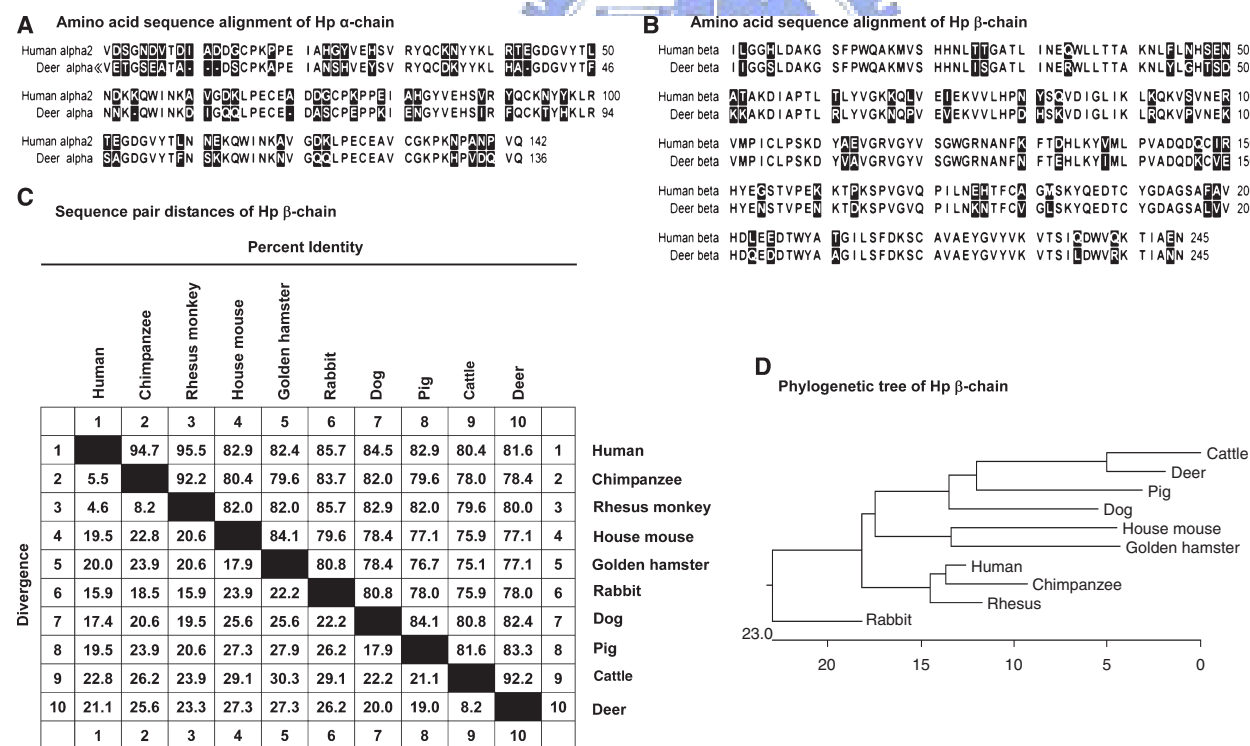 A Amino acid sequence alignment of Hp α-chain
Human alpha2 VDSGNDVTDI ADDGCPKPPE IAHGYVEHSV RYQCKNYYKL RTEGDGVYTL 50
Deer alpha VETGSEATA- --DSCPKAPE IANSHVEYSV RYQCDKYYKL HA-GDGVYTF 46
Human alpha2 NDKKQWINKA VGDKLPECEA DDGCPKPPEI AHGYVEHSVR YQCKNYYKLR 100
Deer alpha NNK-QWINKD IGQQLPECE- DASCPEPPKI ENGYVEHSIR FQCKTYHKLR 94
Human alpha2 TEGDGVYTLN NEKQWINKAV GDKLPECEAV CGKPKNPANP VQ 142
Deer alpha SAGDGVYTFN SKKQWINKNV GQQLPECEAV CGKPKHPVDQ VQ 136
B Amino acid sequence alignment of Hp β-chain
Human beta ILGGHLDAKG SFPWQAKMVS HHNLTTGATL INEQWLLTTA KNLFLNHSEN 50
Deer beta IIGGSLDAKG SFPWQAKMVS HHNLISGATL INERWLLTTA KNLYLGHTSD 50
Human beta ATAKDIAPTL TLYVGKKQLV EIEKVVLHPN YSQVDIGLIK LKQKVSVNER 10
Deer beta KKAKDIAPTL RLYVGKNQPV EVEKVVLHPD HSKVDIGLIK LRQKVPVNEK 10
Human beta VMPICLPSKD YAEVGRVGYV SGWGRNANFK FTDHLKYVML PVADQDQCIR 15
Deer beta VMPICLPSKD YVAVGRVGYV SGWGRNANFN FTEHLKYIML PVADQDKCVE 15
Human beta HYEGSTVPEK KTPKSPVGVQ PILNEHTFCA GMSKYQEDTC YGDAGSAFAV 20
Deer beta HYENSTVPEN KTDKSPVGVQ PILNKNTFCV GLSKYQEDTC YGDAGSALVV 20
Human beta HDLEEDTWYA TGILSFDKSC AVAEYGVYVK VTSIQDWVQK TIAEN 245
Deer beta HDQEDDTWYA AGILSFDKSC AVAEYGVYVK VTSILDWVRK TIANN 245
C Sequence pair distances of Hp β-chain
Percent Identity
Human Chimpanzee Rhesus monkey House mouse Golden hamster Rabbit Dog Pig Cattle Deer
1 2 3 4 5 6 7 8 9 10
1 94.7 95.5 82.9 82.4 85.7 84.5 82.9 80.4 81.6 1 Human
2 5.5 92.2 80.4 79.6 83.7 82.0 79.6 78.0 78.4 2 Chimpanzee
3 4.6 8.2 82.0 82.0 85.7 82.9 82.0 79.6 80.0 3 Rhesus monkey
4 19.5 22.8 20.6 84.1 79.6 78.4 77.1 75.9 77.1 4 House mouse
5 20.0 23.9 20.6 17.9 80.8 78.4 76.7 75.1 77.1 5 Golden hamster
6 15.9 18.5 15.9 23.9 22.2 80.8 78.0 75.9 78.0 6 Rabbit
7 17.4 20.6 19.5 25.6 25.6 22.2 84.1 80.8 82.4 7 Dog
8 19.5 23.9 20.6 27.3 27.9 26.2 17.9 81.6 83.3 8 Pig
9 22.8 26.2 23.9 29.1 30.3 29.1 22.2 21.1 92.2 9 Cattle
10 21.1 25.6 23.3 27.3 27.3 26.2 20.0 19.0 8.2 10 Deer
1 2 3 4 5 6 7 8 9 10
Divergence
D Phylogenetic tree of Hp β-chain
Cattle
Deer
Pig
Dog
House mouse
Golden hamster
Human
Chimpanzee
Rhesus
Rabbit
23.0
20 15 10 5 0